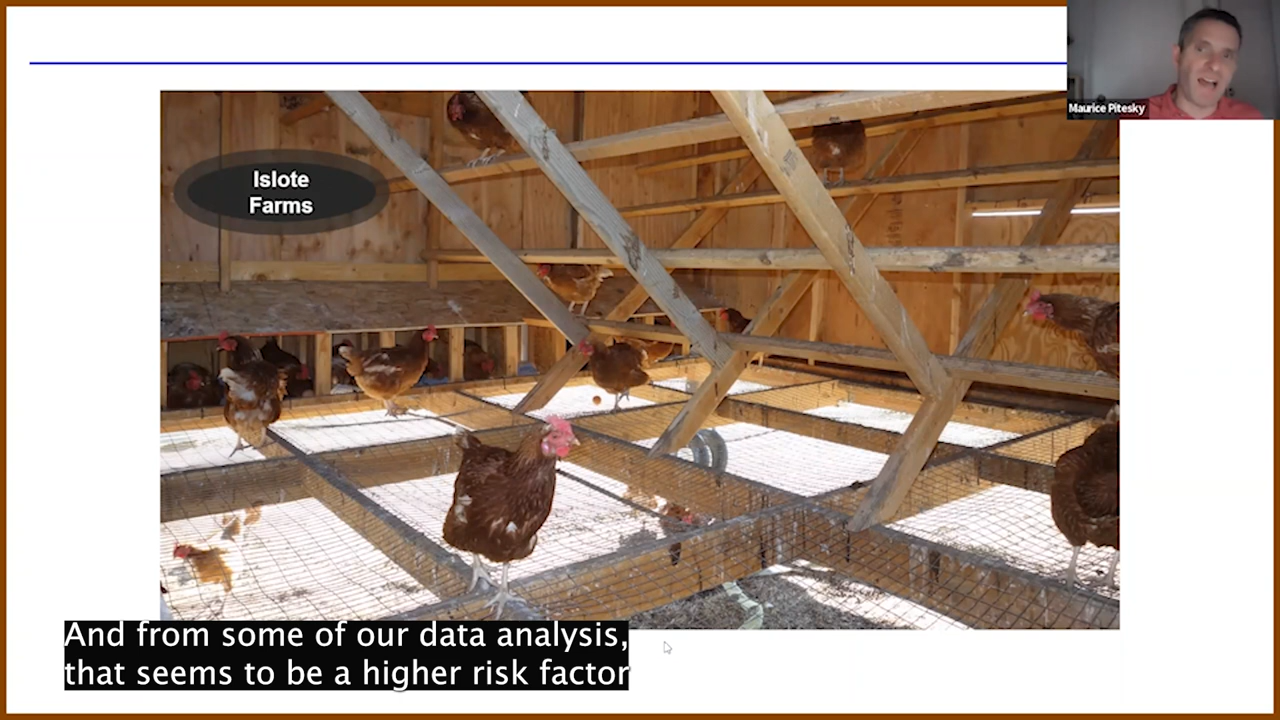 Maurice Pitesky
Islote
Farms
And from some of our data analysis,
that seems to be a higher risk factor